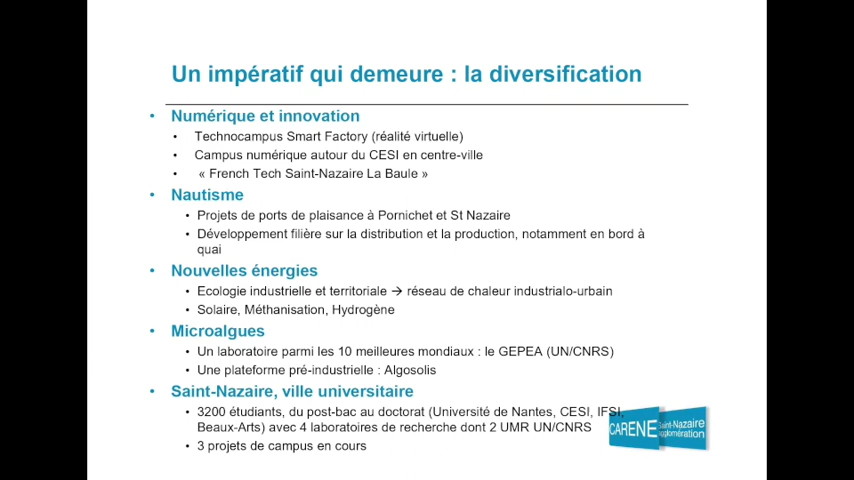 Un impératif qui demeure : la diversification
• Numérique et innovation
• Technocampus Smart Factory (réalité virtuelle)
• Campus numérique autour du CESI en centre-ville
• « French Tech Saint-Nazaire La Baule »
• Nautisme
• Projets de ports de plaisance à Pornichet et St Nazaire
• Développement filière sur la distribution et la production, notamment en bord à
quai
• Nouvelles énergies
• Ecologie industrielle et territoriale → réseau de chaleur industrialo-urbain
• Solaire, Méthanisation, Hydrogène
• Microalgues
• Un laboratoire parmi les 10 meilleures mondiaux : le GEPEA (UN/CNRS)
• Une plateforme pré-industrielle : Algosolis
• Saint-Nazaire, ville universitaire
• 3200 étudiants, du post-bac au doctorat (Université de Nantes, CESI, IFSI,
Beaux-Arts) avec 4 laboratoires de recherche dont 2 UMR UN/CNRS
• 3 projets de campus en cours
CARENE Saint-Nazaire
agglomération